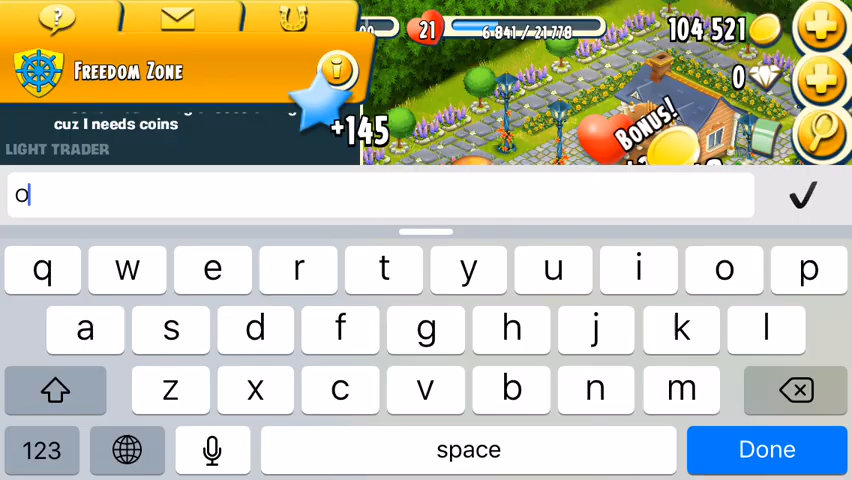 21
6 841 / 21 778
104 521
0
FREEDOM ZONE
+145
cuz I needs coins
LIGHT TRADER
Bonus!
o
q w e r t y u i o p
a s d f g h j k l
z x c v b n m
123 space Done